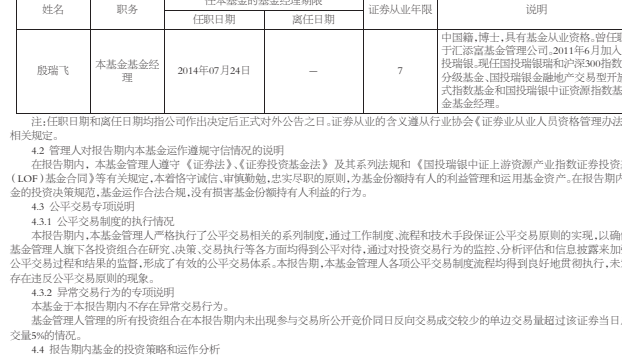 姓名 职务 任本基金的基金经理期限 证券从业年限 说明
任职日期 离任日期
殷瑞飞 本基金基金经理 2014年07月24日 — 7
中国籍,博士,具有基金从业资格。曾任职
于汇添富基金管理公司。2011年6月加入
投瑞银。现任国投瑞银瑞和沪深300指数
分级基金、国投瑞银金融地产交易型开放
式指数基金和国投瑞银中证资源指数基
金基金经理。
注:任职日期和离任日期均指公司作出决定后正式对外公告之日。证券从业的含义遵从行业协会《证券业从业人员资格管理办法
相关规定。
4.2 管理人对报告期内本基金运作遵规守信情况的说明
在报告期内,本基金管理人遵守《证券法》、《证券投资基金法》及其系列法规和《国投瑞银中证上游资源产业指数证券投资
(LOF)基金合同》等有关规定,本着恪守诚信、审慎勤勉,忠实尽职的原则,为基金份额持有人的利益管理和运用基金资产。在报告期内
金的投资决策规范,基金运作合法合规,没有损害基金份额持有人利益的行为。
4.3 公平交易专项说明
4.3.1 公平交易制度的执行情况
本报告期内,本基金管理人严格执行了公平交易相关的系列制度,通过工作制度、流程和技术手段保证公平交易原则的实现,以确
基金管理人旗下各投资组合在研究、决策、交易执行等各方面均得到公平对待,通过对投资交易行为的监控、分析评估和信息披露来加
公平交易过程和结果的监督,形成了有效的公平交易体系。本报告期,本基金管理人各项公平交易制度流程均得到良好地贯彻执行,未
存在违反公平交易原则的现象。
4.3.2 异常交易行为的专项说明
本基金于本报告期内不存在异常交易行为。
基金管理人管理的所有投资组合在本报告期内未出现参与交易所公开竞价同日反向交易成交较少的单边交易量超过该证券当日
交量5%的情况。
4.4 报告期内基金的投资策略和运作分析